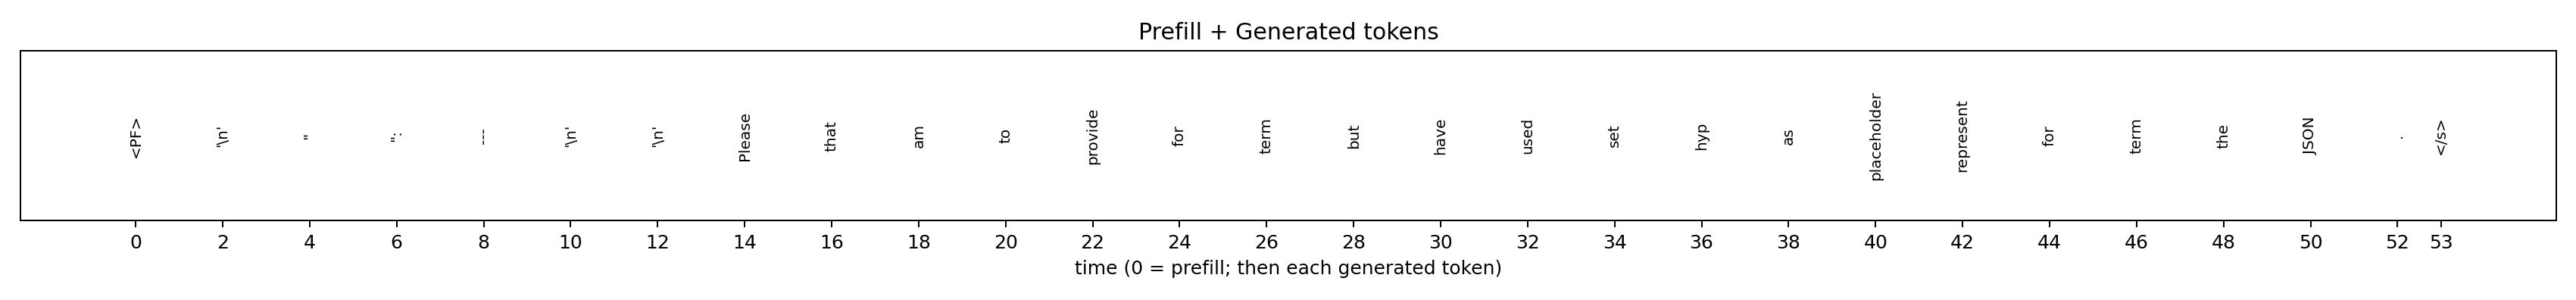 Prefill + Generated tokens
<PF> '\n' " ": --- '\n' '\n' Please that am to provide for term but have used set hyp as placeholder represent for term the JSON . </s>
0 2 4 6 8 10 12 14 16 18 20 22 24 26 28 30 32 34 36 38 40 42 44 46 48 50 52 53
time (0 = prefill; then each generated token)